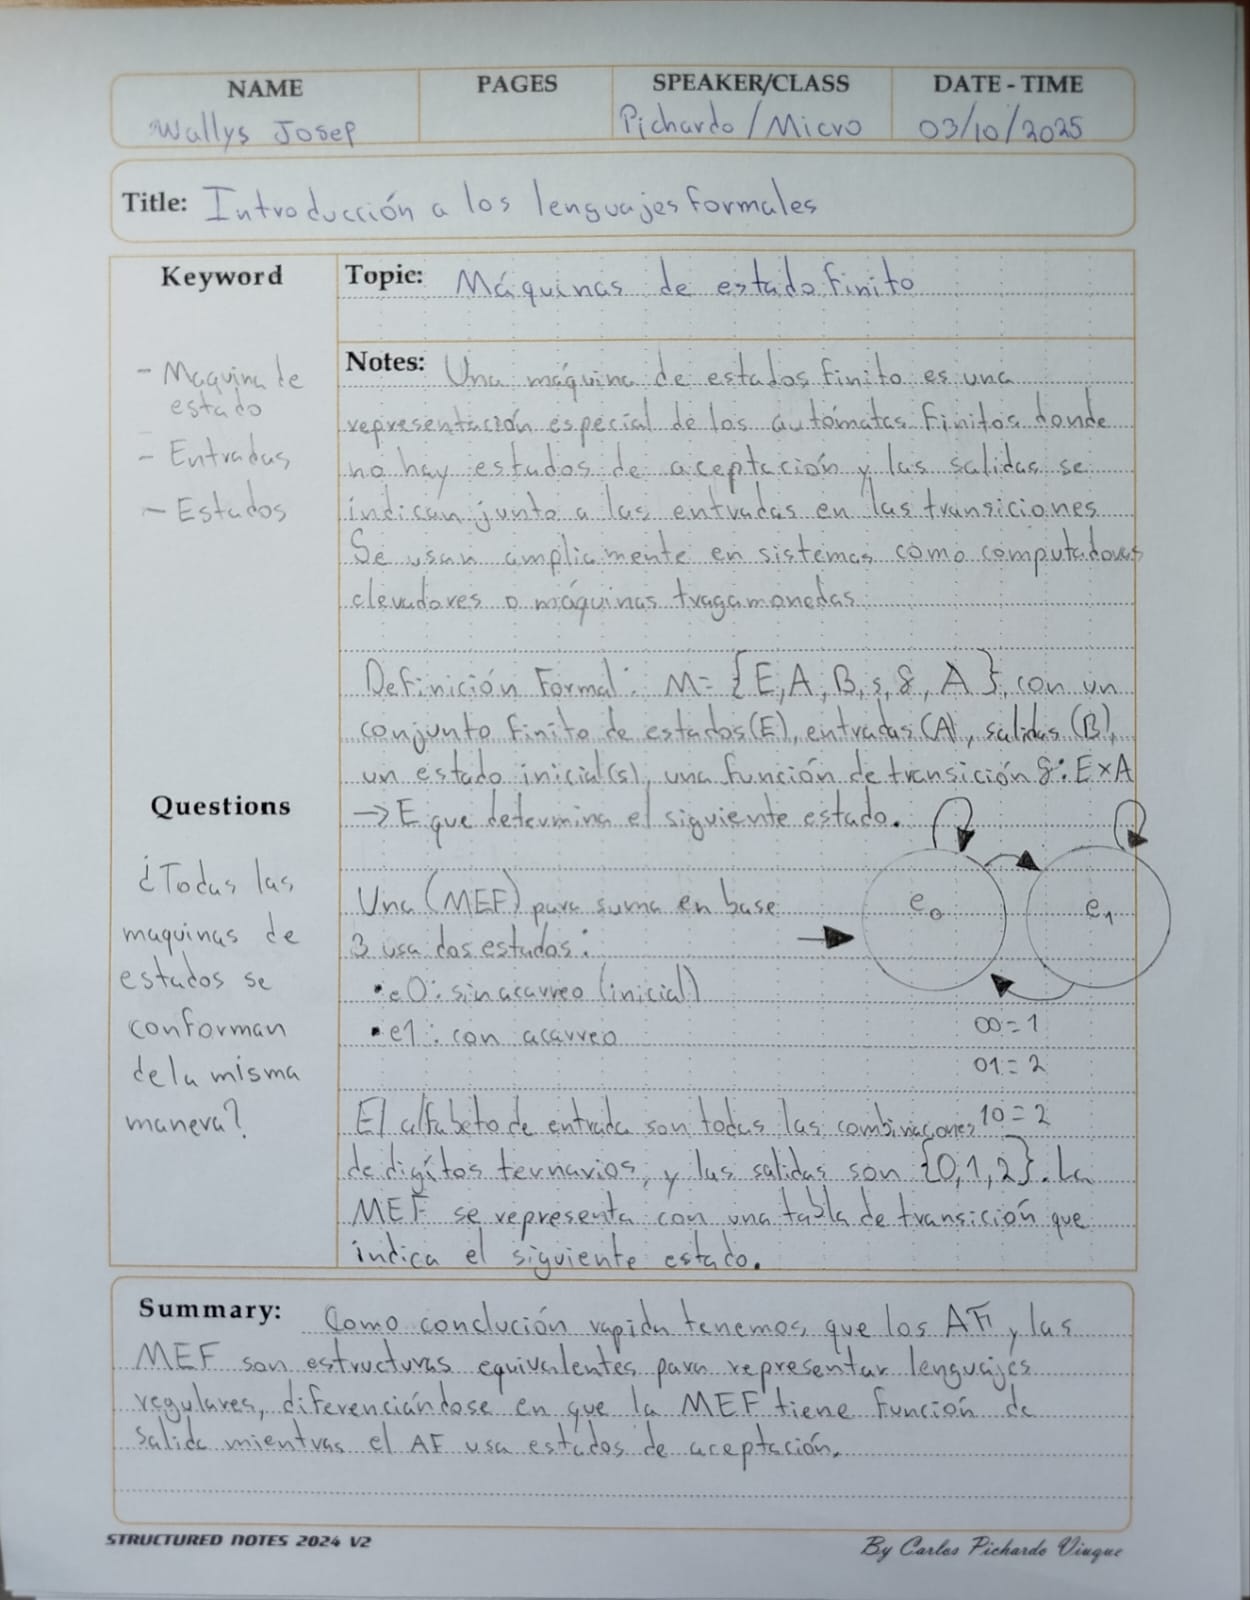 NAME
PAGES
SPEAKER/CLASS
DATE - TIME
Wallys Josep
Pichardo / Micro
03/10/2025
Title: Introducción a los lenguajes formales
Keyword
- Maquina de
estado
- Entradas
- Estados
Topic: Máquinas de estado finito
Notes: Una máquina de estados finito es una
representación especial de los autómatas finitos donde
no hay estados de aceptación y las salidas se
indican junto a las entradas en las transiciones
Se usan ampliamente en sistemas como computadores
elevadores o máquinas tragamonedas
Definición Formal: M= {E, A, B, s, δ, A}, con un
conjunto finito de estados (E), entradas (A), salidas (B),
un estado inicial (s), una función de transición δ: E×A
→ E que determina el siguiente estado.
Una (MEF) para suma en base
3 usa dos estados:
• e0: sin acarreo (inicial)
• e1: con acarreo
e₀
e₁
00=1
01=2
10=2
El alfabeto de entrada son todas las combinaciones
de dígitos ternarios, y las salidas son {0,1,2}. La
MEF se representa con una tabla de transición que
indica el siguiente estado.
Questions
¿Todas las
maquinas de
estados se
conforman
de la misma
manera?
Summary: Como conclución rapida tenemos que los AF y las
MEF son estructuras equivalentes para representar lenguajes
regulares, diferenciándose en que la MEF tiene función de
salida mientras el AF usa estados de aceptación.
STRUCTURED NOTES 2024 V2
By Carlos Pichardo Viuque